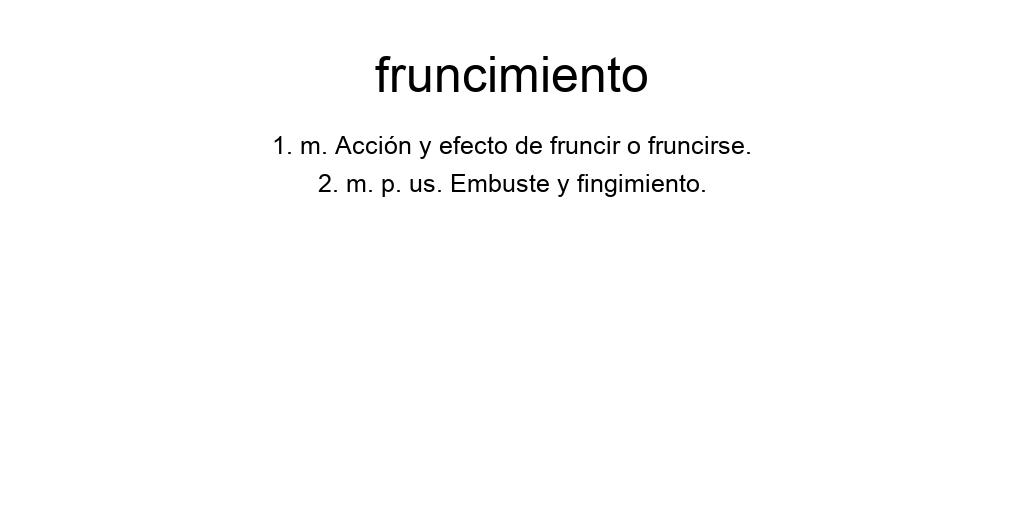 fruncimiento
1. m. Acción y efecto de fruncir o fruncirse.
2. m. p. us. Embuste y fingimiento.